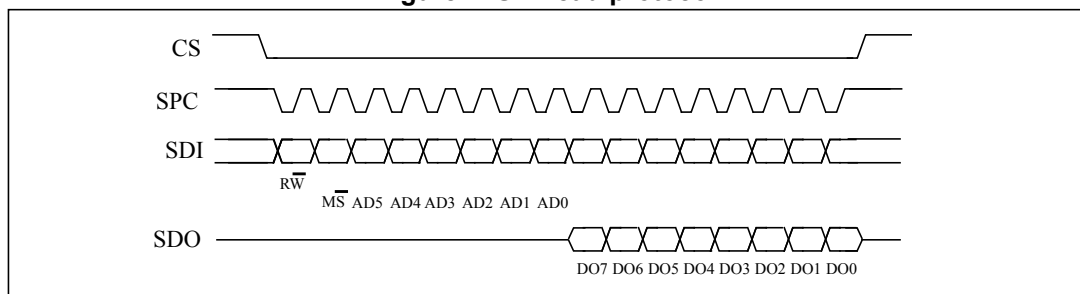 CS
SPC
SDI
RW̅
MS̅ AD5 AD4 AD3 AD2 AD1 AD0
SDO
DO7 DO6 DO5 DO4 DO3 DO2 DO1 DO0